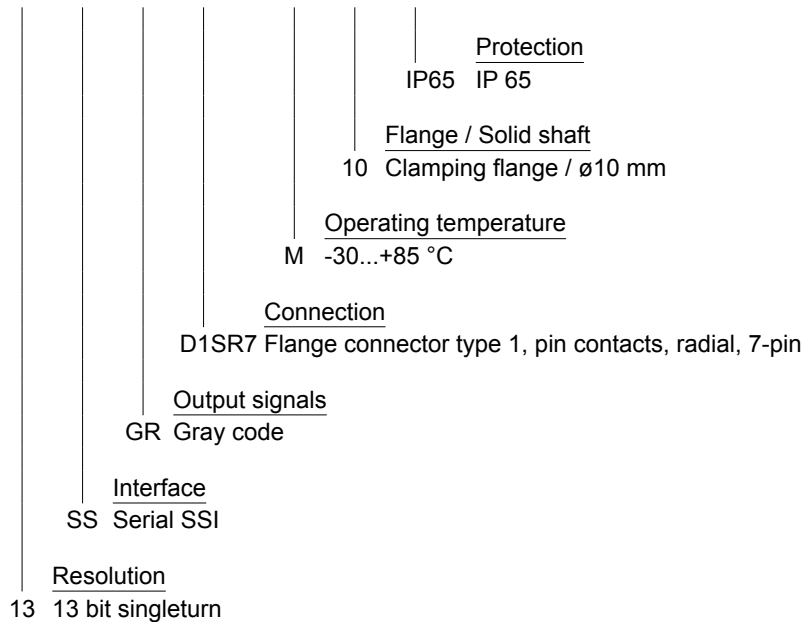 Protection
IP65 IP 65
Flange / Solid shaft
10 Clamping flange / ø10 mm
Operating temperature
M -30...+85 °C
Connection
D1SR7 Flange connector type 1, pin contacts, radial, 7-pin
Output signals
GR Gray code
Interface
SS Serial SSI
Resolution
13 13 bit singleturn